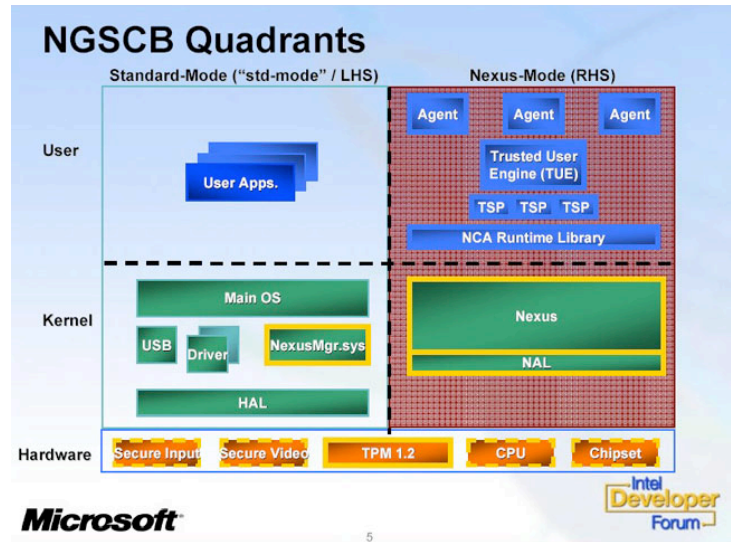 NGSCB Quadrants
Standard-Mode (“std-mode” / LHS)
Nexus-Mode (RHS)
User
User Apps.
Agent Agent Agent
Trusted User
Engine (TUE)
TSP TSP TSP
NCA Runtime Library
Kernel
Main OS
USB
Driver
NexusMgr.sys
HAL
Nexus
NAL
Hardware
Secure Input Secure Video TPM 1.2 CPU Chipset
Microsoft
5
Intel
Developer
Forum